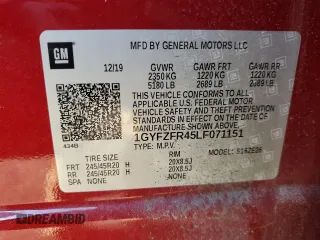 GM
MFD BY GENERAL MOTORS LLC
12/19
GVWR GAWR FRT GAWR RR
2350 KG 1220 KG 1220 KG
5180 LB 2689 LB 2689 LB
THIS VEHICLE CONFORMS TO ALL APPLICABLE
U.S. FEDERAL MOTOR VEHICLE SAFETY
STANDARDS IN EFFECT ON THE DATE OF
MANUFACTURE SHOWN ABOVE.
1GYFZFR45LF071151
TYPE: M.P.V.
434B
TIRE SIZE RIM
FRT 245/45R20 H 20X8.5J
RR 245/45R20 H 20X8.5J
SPA NONE NONE
DREAMBID